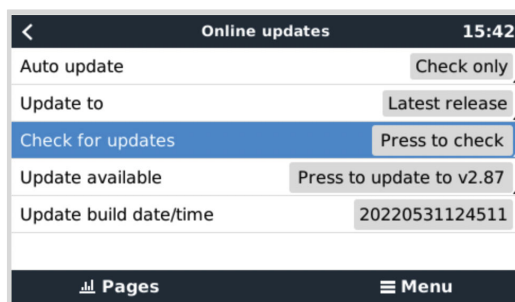 Online updates 15:42
Auto update Check only
Update to Latest release
Check for updates Press to check
Update available Press to update to v2.87
Update build date/time 20220531124511
Pages Menu